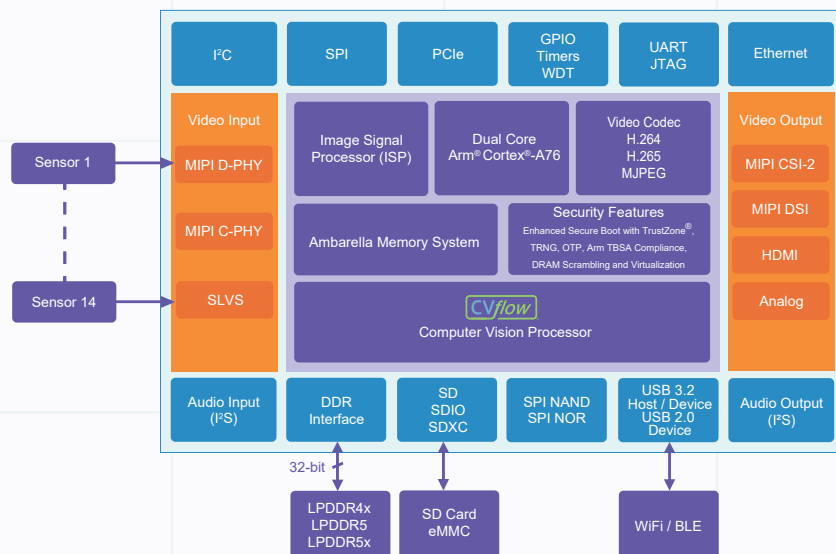 I²C
SPI
PCIe
GPIO
Timers
WDT
UART
JTAG
Ethernet
Video Input
MIPI D-PHY
MIPI C-PHY
SLVS
Sensor 1
Sensor 14
Image Signal
Processor (ISP)
Dual Core
Arm® Cortex®-A76
Video Codec
H.264
H.265
MJPEG
Ambarella Memory System
Security Features
Enhanced Secure Boot with TrustZone®,
TRNG, OTP, Arm TBSA Compliance,
DRAM Scrambling and Virtualization
CVflow
Computer Vision Processor
Video Output
MIPI CSI-2
MIPI DSI
HDMI
Analog
Audio Input
(I²S)
DDR
Interface
SD
SDIO
SDXC
SPI NAND
SPI NOR
USB 3.2
Host / Device
USB 2.0
Device
Audio Output
(I²S)
32-bit
LPDDR4x
LPDDR5
LPDDR5x
SD Card
eMMC
WiFi / BLE